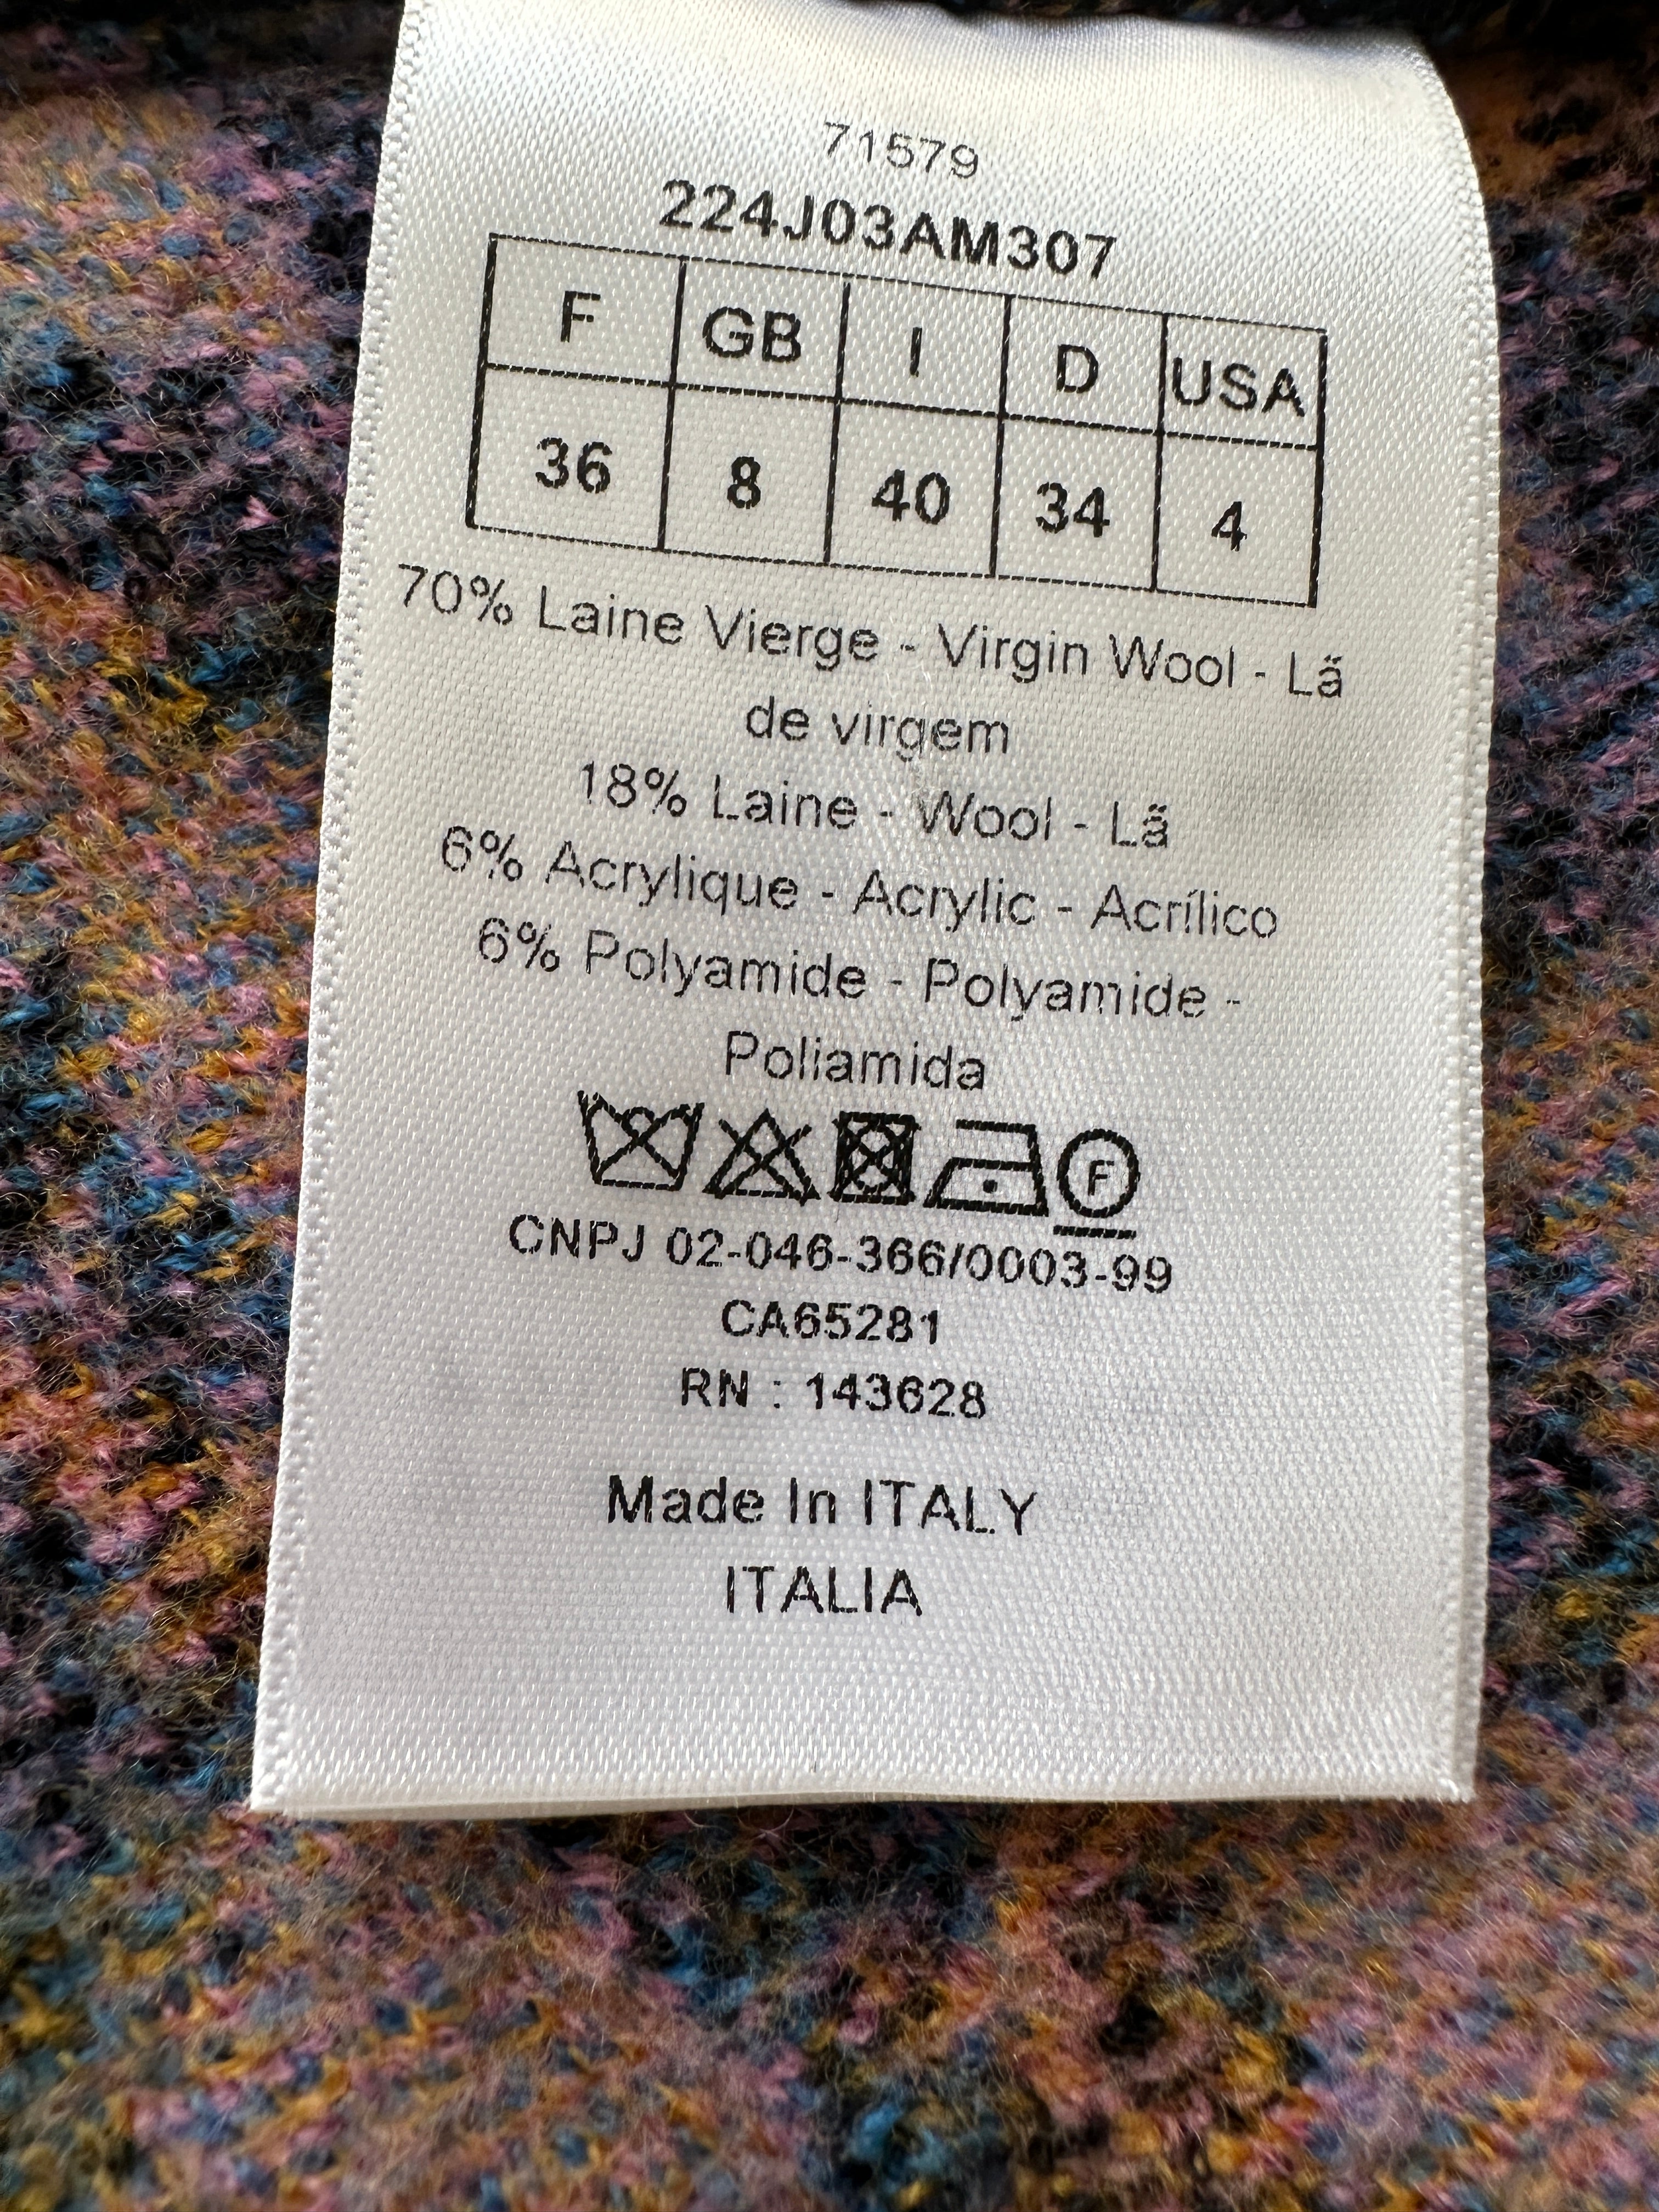 71579
224J03AM307
F GB I D USA
36 8 40 34 4
70% Laine Vierge - Virgin Wool - Lã
de virgem
18% Laine - Wool - Lã
6% Acrylique - Acrylic - Acrílico
6% Polyamide - Polyamide -
Poliamida
F
CNPJ 02-046-366/0003-99
CA65281
RN : 143628
Made In ITALY
ITALIA